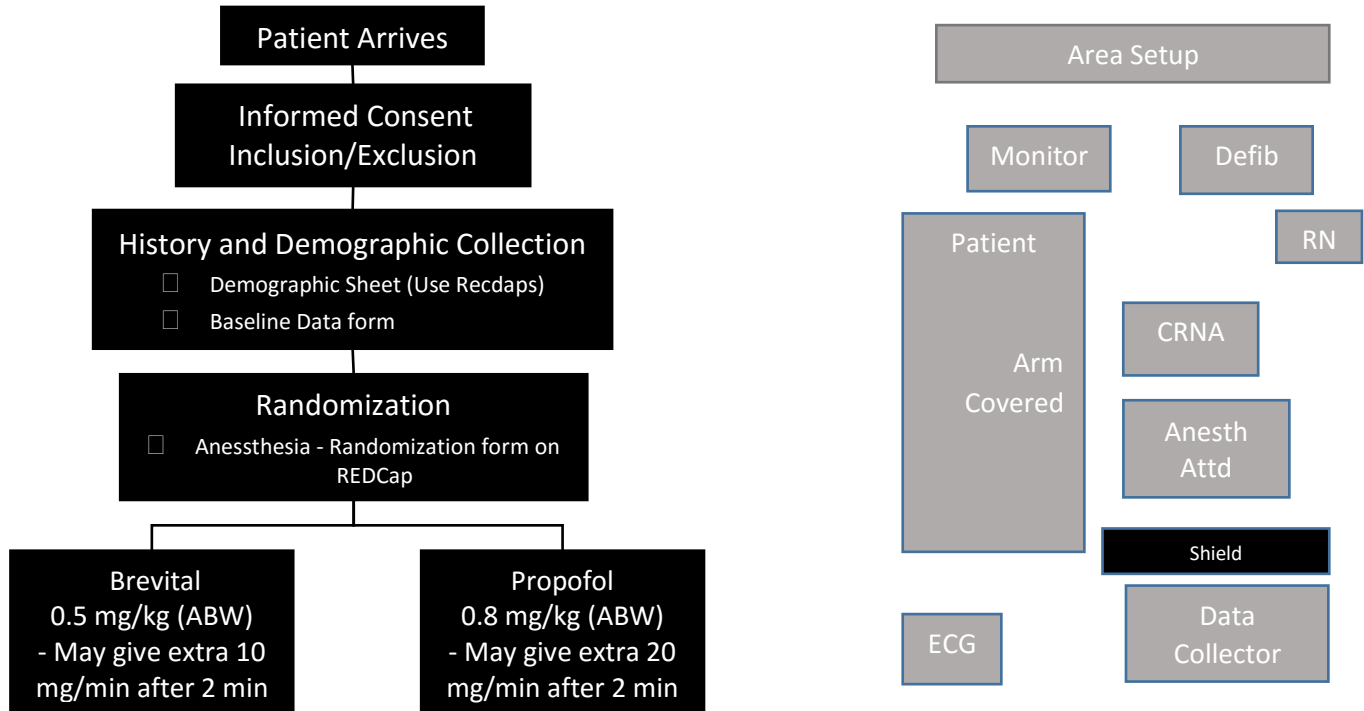 Patient Arrives
Informed Consent
Inclusion/Exclusion
History and Demographic Collection
Demographic Sheet (Use Recdaps)
Baseline Data form
Randomization
Anessthesia - Randomization form on
REDCap
Brevital
0.5 mg/kg (ABW)
- May give extra 10
mg/min after 2 min
Propofol
0.8 mg/kg (ABW)
- May give extra 20
mg/min after 2 min
Area Setup
Monitor
Defib
RN
Patient
Arm
Covered
CRNA
Anesth
Attd
Shield
ECG
Data
Collector